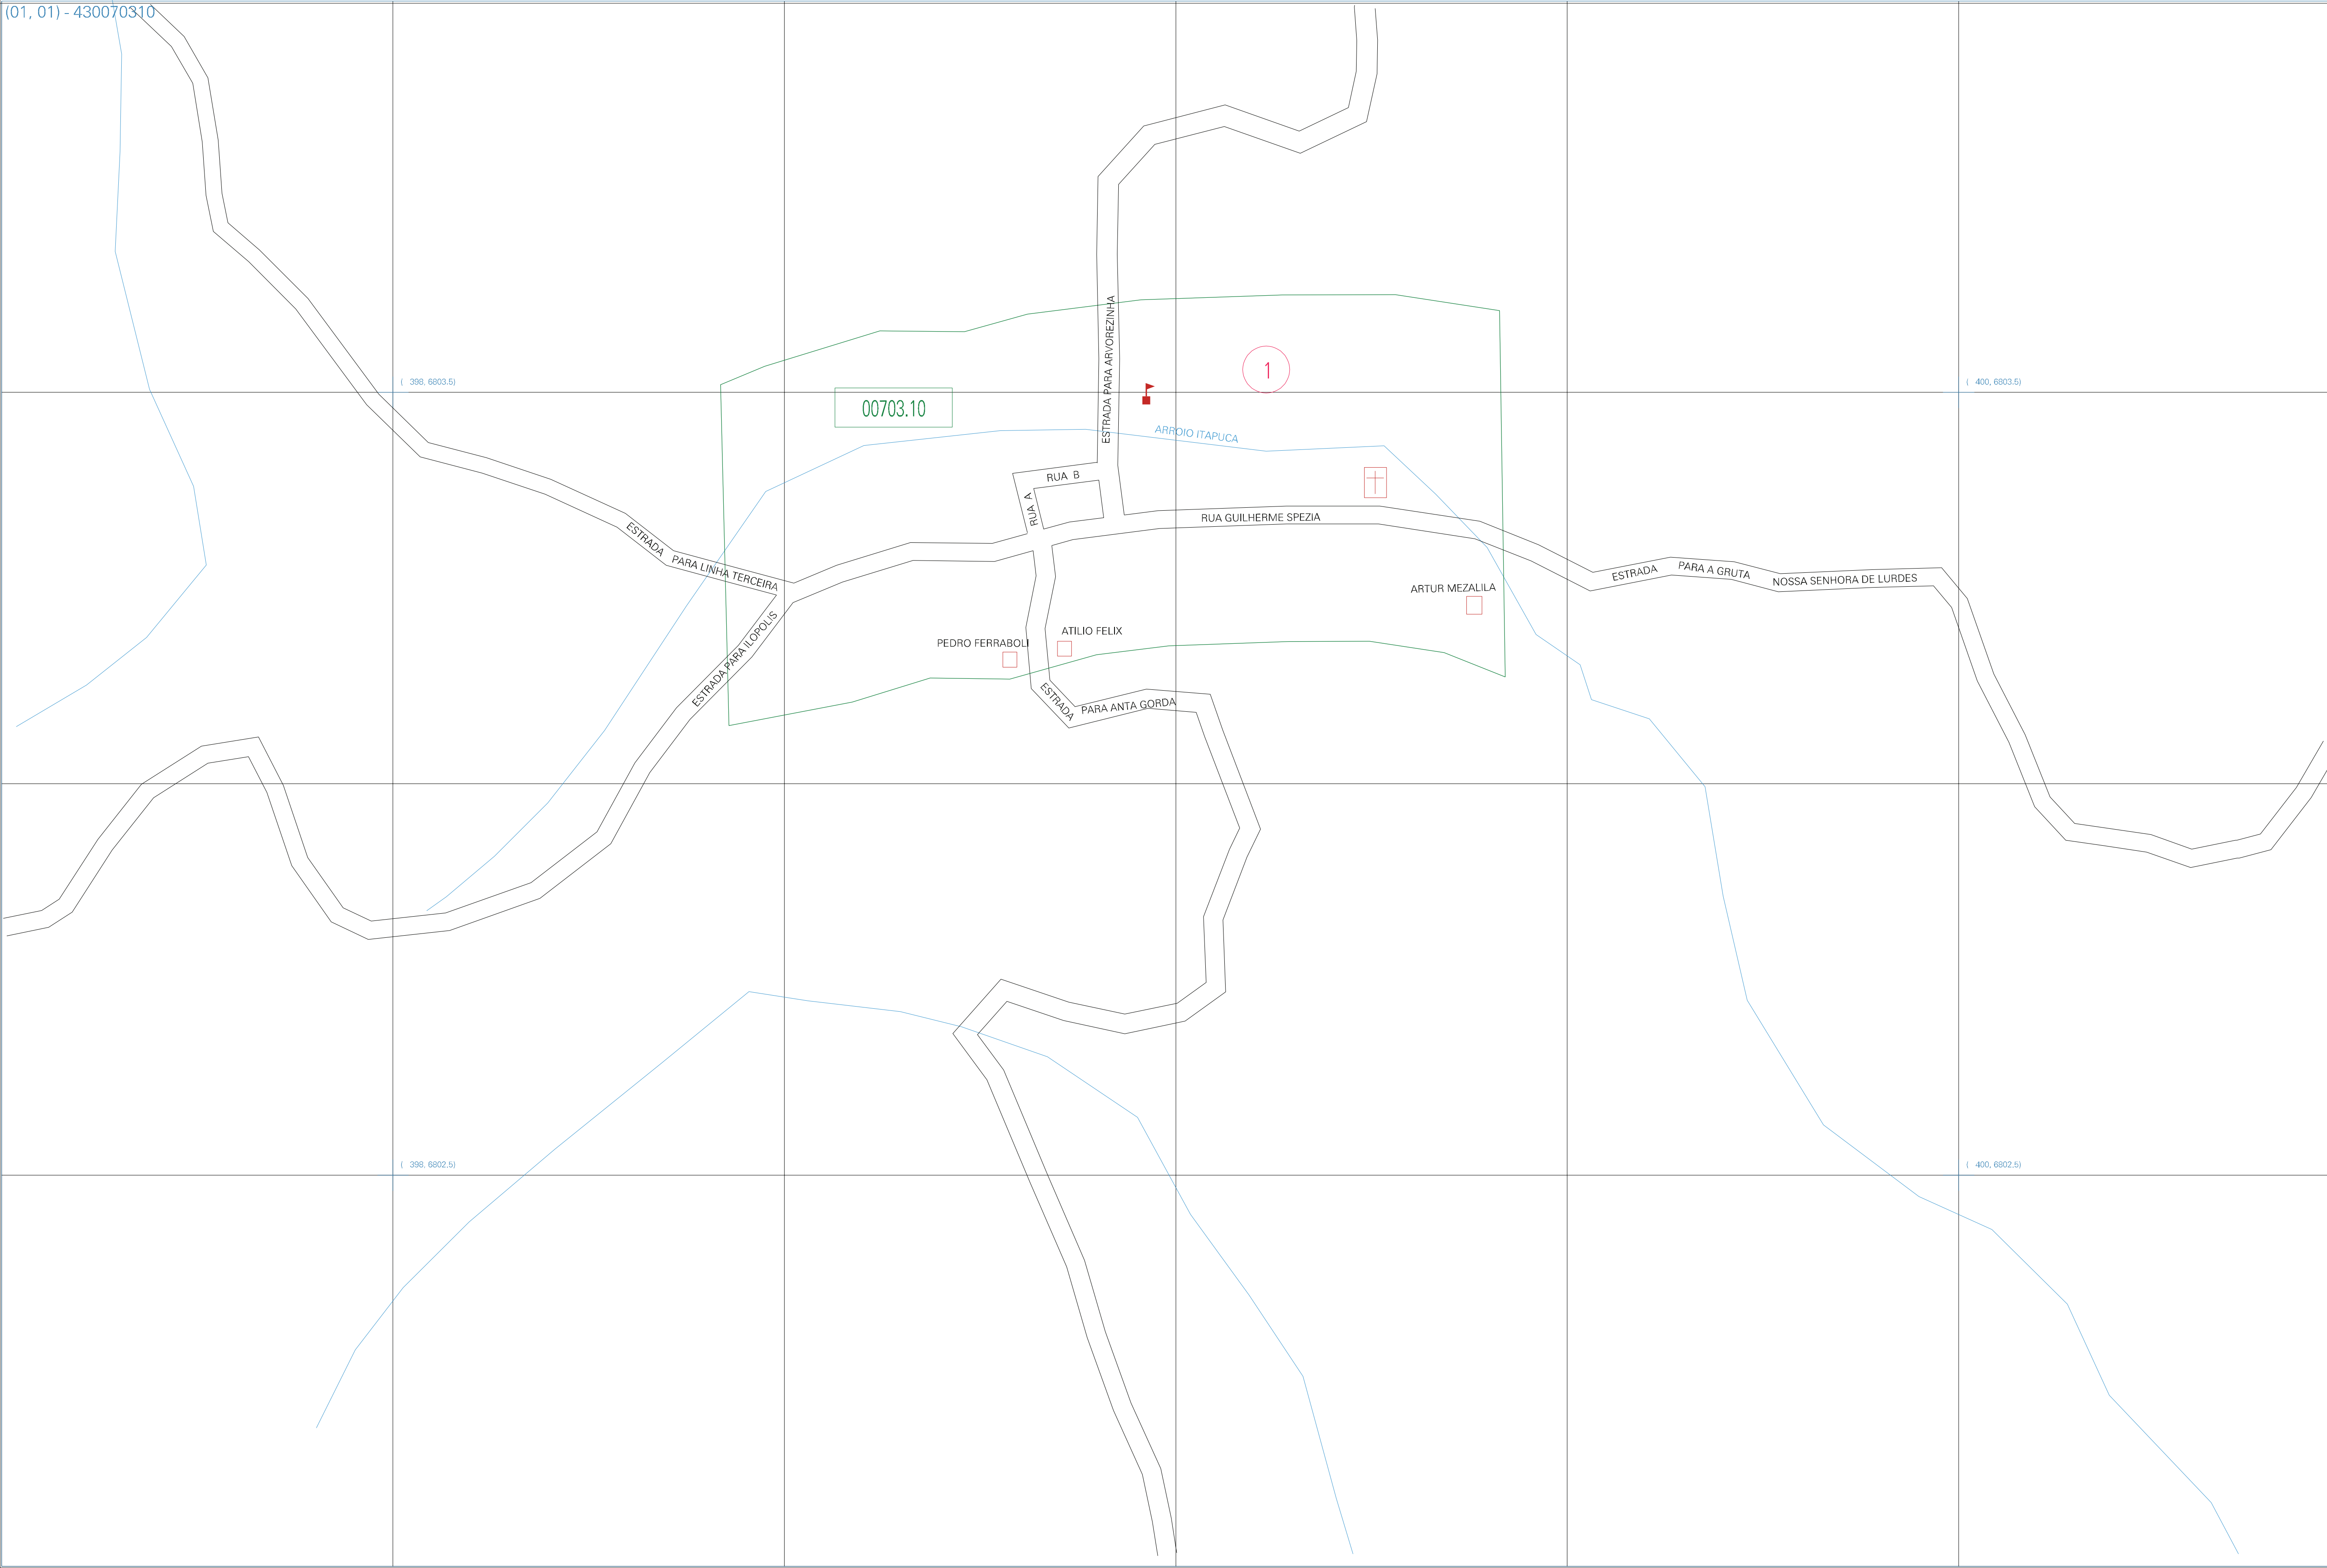 (01, 01) - 430070310
ESTRADA PARA ARVOREZINHA
1
( 398, 6803.5)
( 400, 6803.5)
00703.10
ARROIO ITAPUCA
RUA B
RUA A
RUA GUILHERME SPEZIA
ESTRADA PARA LINHA TERCEIRA
ESTRADA PARA A GRUTA NOSSA SENHORA DE LURDES
ARTUR MEZALILA
ESTRADA PARA ILOPOLIS
ATILIO FELIX
PEDRO FERRABOLI
ESTRADA PARA ANTA GORDA
( 398, 6802.5)
( 400, 6802.5)